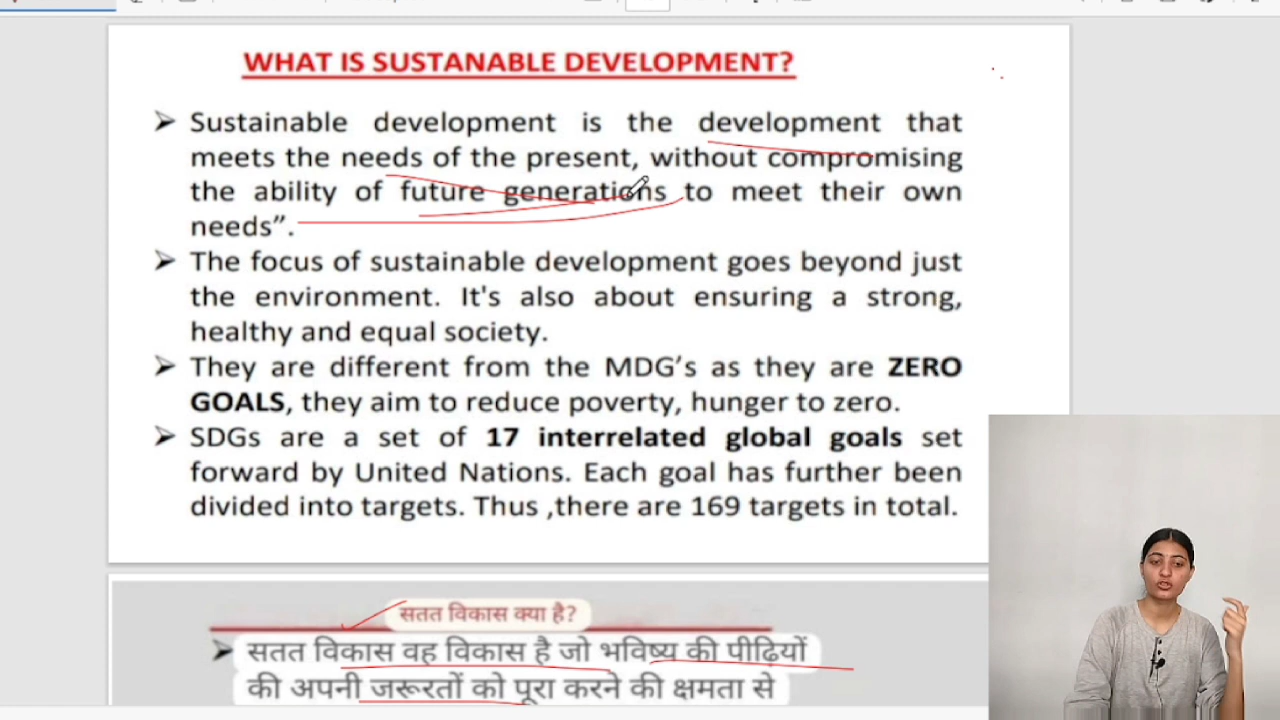 WHAT IS SUSTANABLE DEVELOPMENT?
➢ Sustainable development is the development that
meets the needs of the present, without compromising
the ability of future generations to meet their own
needs”.
➢ The focus of sustainable development goes beyond just
the environment. It's also about ensuring a strong,
healthy and equal society.
➢ They are different from the MDG’s as they are ZERO
GOALS, they aim to reduce poverty, hunger to zero.
➢ SDGs are a set of 17 interrelated global goals set
forward by United Nations. Each goal has further been
divided into targets. Thus ,there are 169 targets in total.
सतत विकास क्या है?
➢ सतत विकास वह विकास है जो भविष्य की पीढ़ियों
की अपनी जरूरतों को पूरा करने की क्षमता से